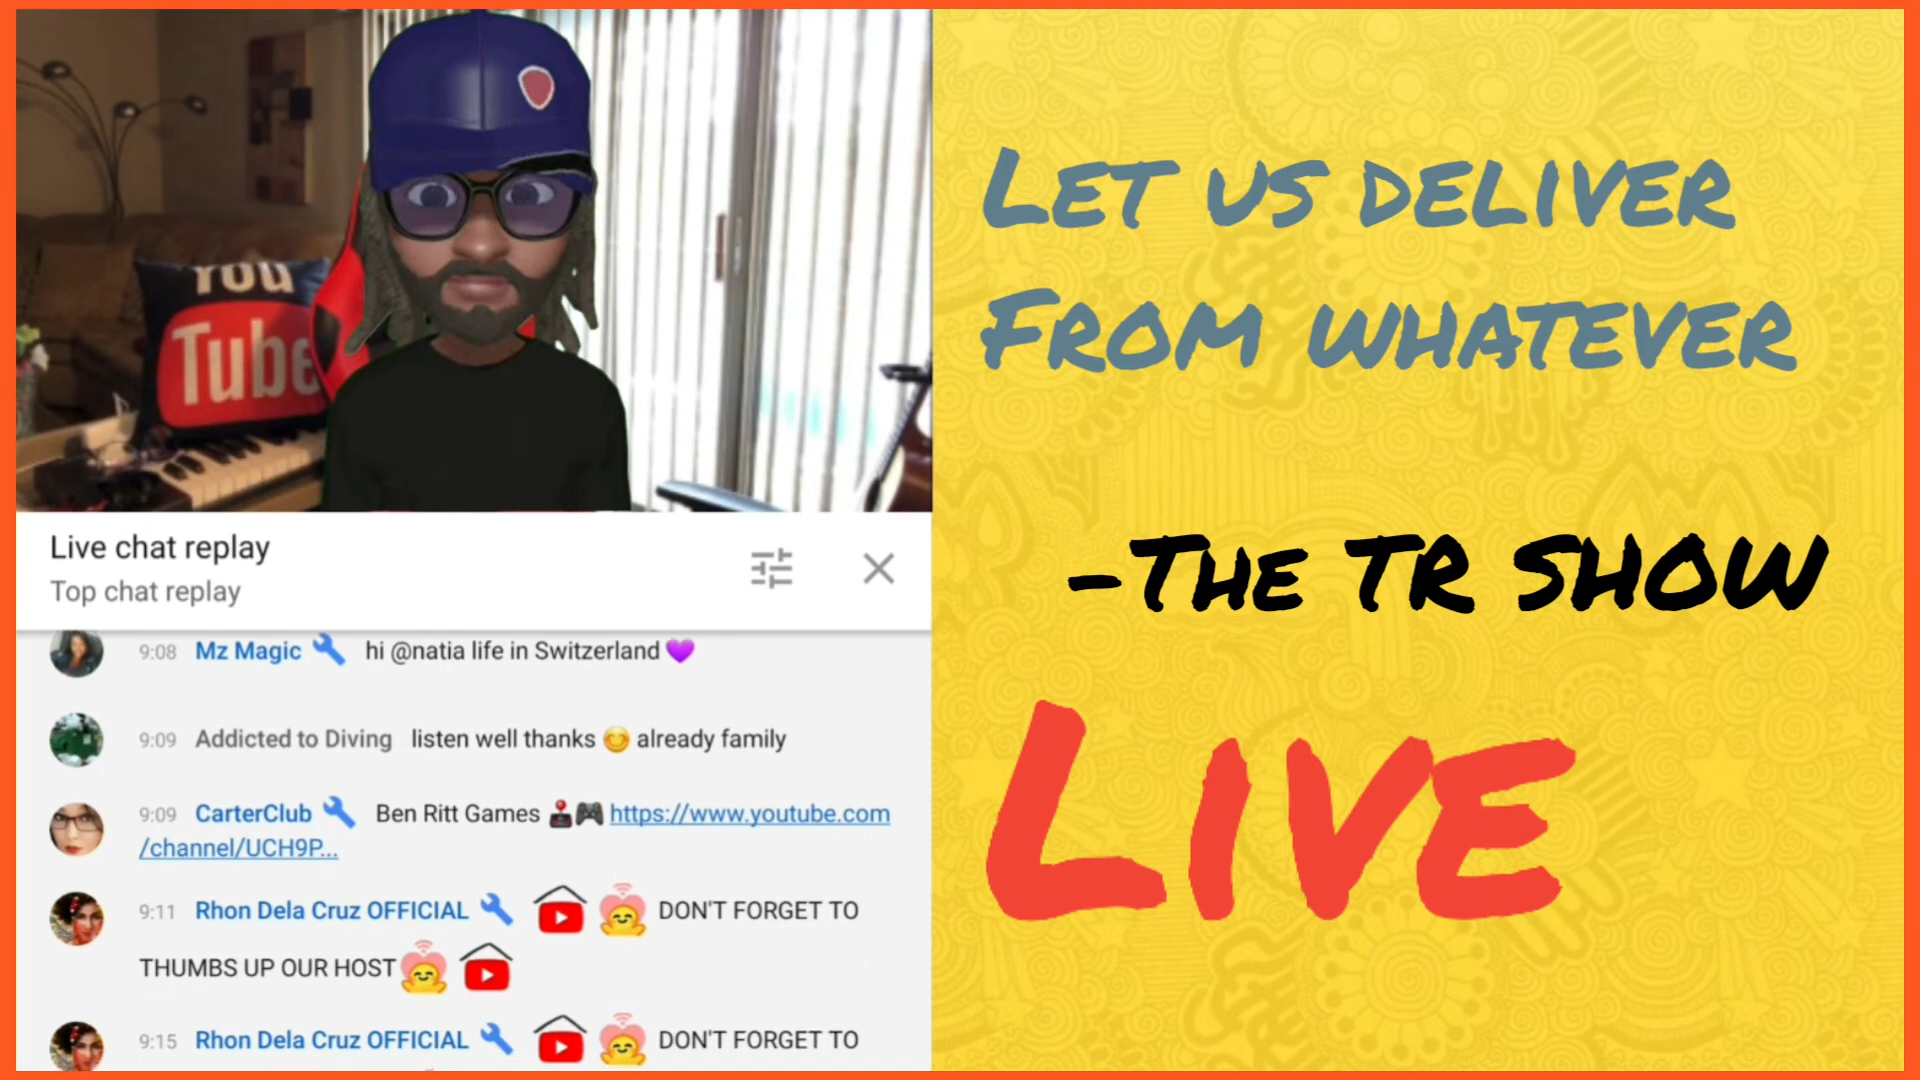 YOU
Tube
Live chat replay
Top chat replay
9:08 Mz Magic hi @natia life in Switzerland 💜
9:09 Addicted to Diving listen well thanks 😊 already family
9:09 CarterClub Ben Ritt Games 🕹️🎮 https://www.youtube.com
/channel/UCH9P...
9:11 Rhon Dela Cruz OFFICIAL DON'T FORGET TO
THUMBS UP OUR HOST
9:15 Rhon Dela Cruz OFFICIAL DON'T FORGET TO
LET US DELIVER
FROM WHATEVER
-THE TR SHOW
LIVE